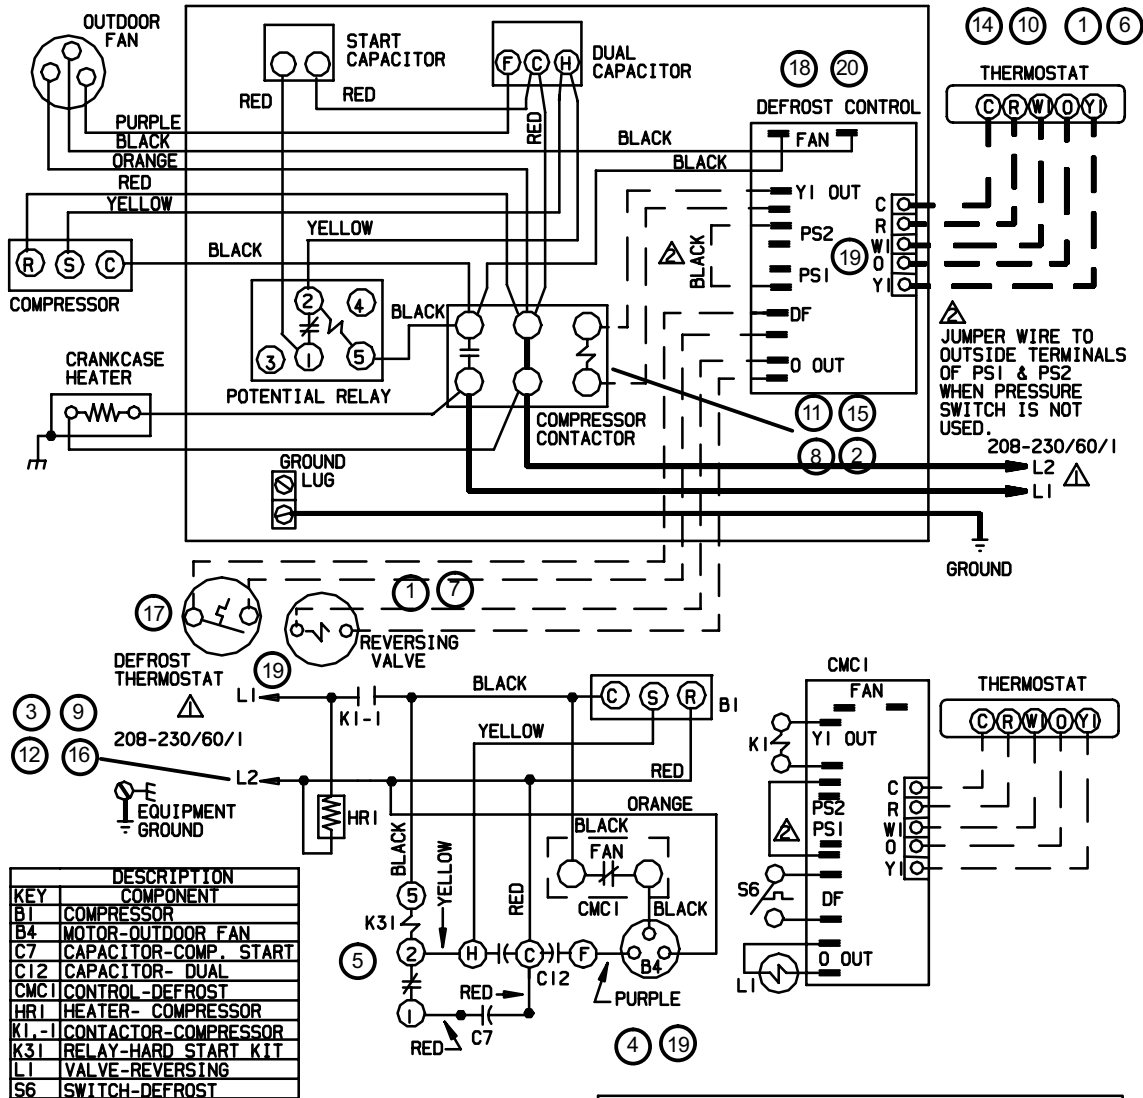 OUTDOOR
FAN
START
CAPACITOR
DUAL
CAPACITOR
F C H
14 10 1 6
18 20
THERMOSTAT
C R W1 O Y1
DEFROST CONTROL
RED
RED
RED
PURPLE
BLACK
ORANGE
BLACK
BLACK
FAN
RED
YELLOW
YELLOW
Y1 OUT
C
R
W1
O
Y1
PS2
PS1
19
BLACK
2
R S C
COMPRESSOR
BLACK
2
4
3
1
5
BLACK
POTENTIAL RELAY
DF
O OUT
2
JUMPER WIRE TO
OUTSIDE TERMINALS
OF PS1 & PS2
WHEN PRESSURE
SWITCH IS NOT
USED.
CRANKCASE
HEATER
COMPRESSOR
CONTACTOR
11 15
8 2
208-230/60/1
L2
L1
1
GROUND
LUG
GROUND
17
1 7
REVERSING
VALVE
DEFROST
THERMOSTAT
1
19
L1
K1-1
BLACK
C S R
B1
3 9
12 16
208-230/60/1
L2
YELLOW
RED
EQUIPMENT
GROUND
HR1
BLACK
YELLOW
RED
ORANGE
BLACK
FAN
CMC1
BLACK
5
K31
2
1
5
H C F
C12
B4
PURPLE
RED
RED
C7
4 19
CMC1
FAN
K1
Y1 OUT
PS2
PS1
2
S6
DF
O OUT
L1
C
R
W1
O
Y1
THERMOSTAT
C R W1 O Y1
DESCRIPTION
KEY COMPONENT
B1 COMPRESSOR
B4 MOTOR-OUTDOOR FAN
C7 CAPACITOR-COMP. START
C12 CAPACITOR- DUAL
CMC1 CONTROL-DEFROST
HR1 HEATER- COMPRESSOR
K1.-1 CONTACTOR-COMPRESSOR
K31 RELAY-HARD START KIT
L1 VALVE-REVERSING
S6 SWITCH-DEFROST